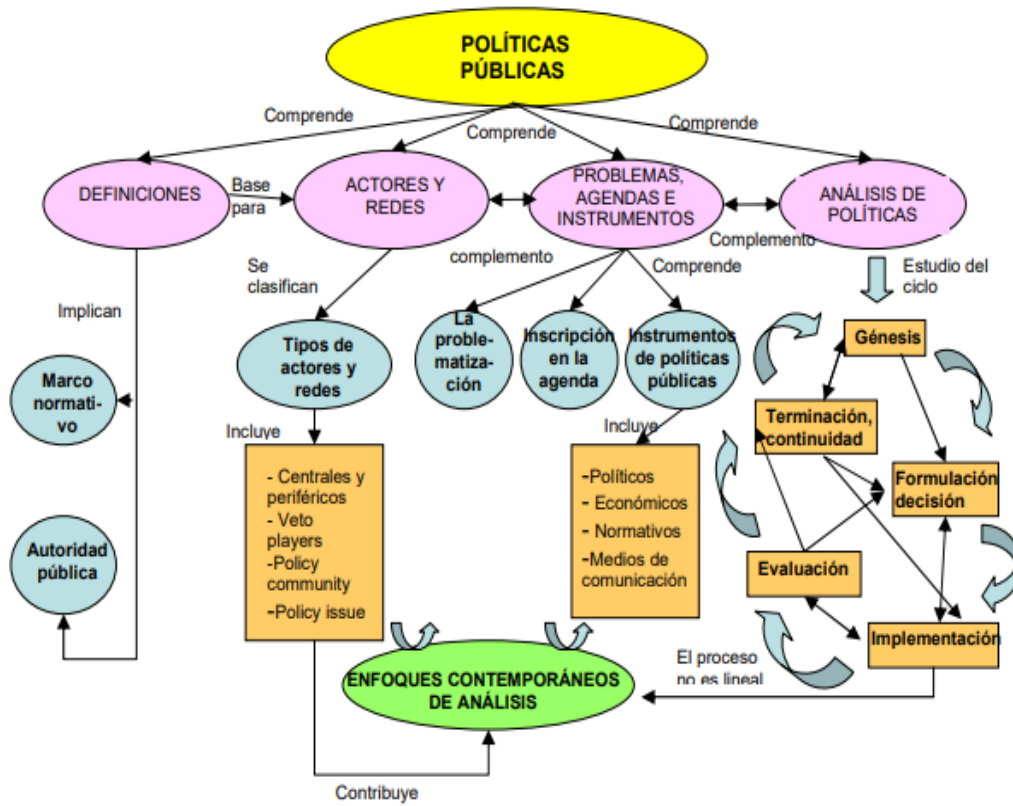 POLÍTICAS
PÚBLICAS
Comprende
Comprende
Comprende
DEFINICIONES
Base
para
ACTORES Y
REDES
PROBLEMAS,
AGENDAS E
INSTRUMENTOS
ANÁLISIS DE
POLÍTICAS
Implican
Se
clasifican
complemento
Comprende
Complemento
Estudio del
ciclo
Marco
normati-
vo
Autoridad
pública
Tipos de
actores y
redes
La
proble-
matización
Inscripción
en la
agenda
Instrumentos
de políticas
públicas
Génesis
Terminación,
continuidad
Formulación
decisión
Evaluación
Implementación
Incluye
Incluye
- Centrales y
periféricos
- Veto
players
-Policy
community
-Policy issue
-Políticos
- Económicos
- Normativos
-Medios de
comunicación
El proceso
no es lineal
ENFOQUES CONTEMPORÁNEOS
DE ANÁLISIS
Contribuye